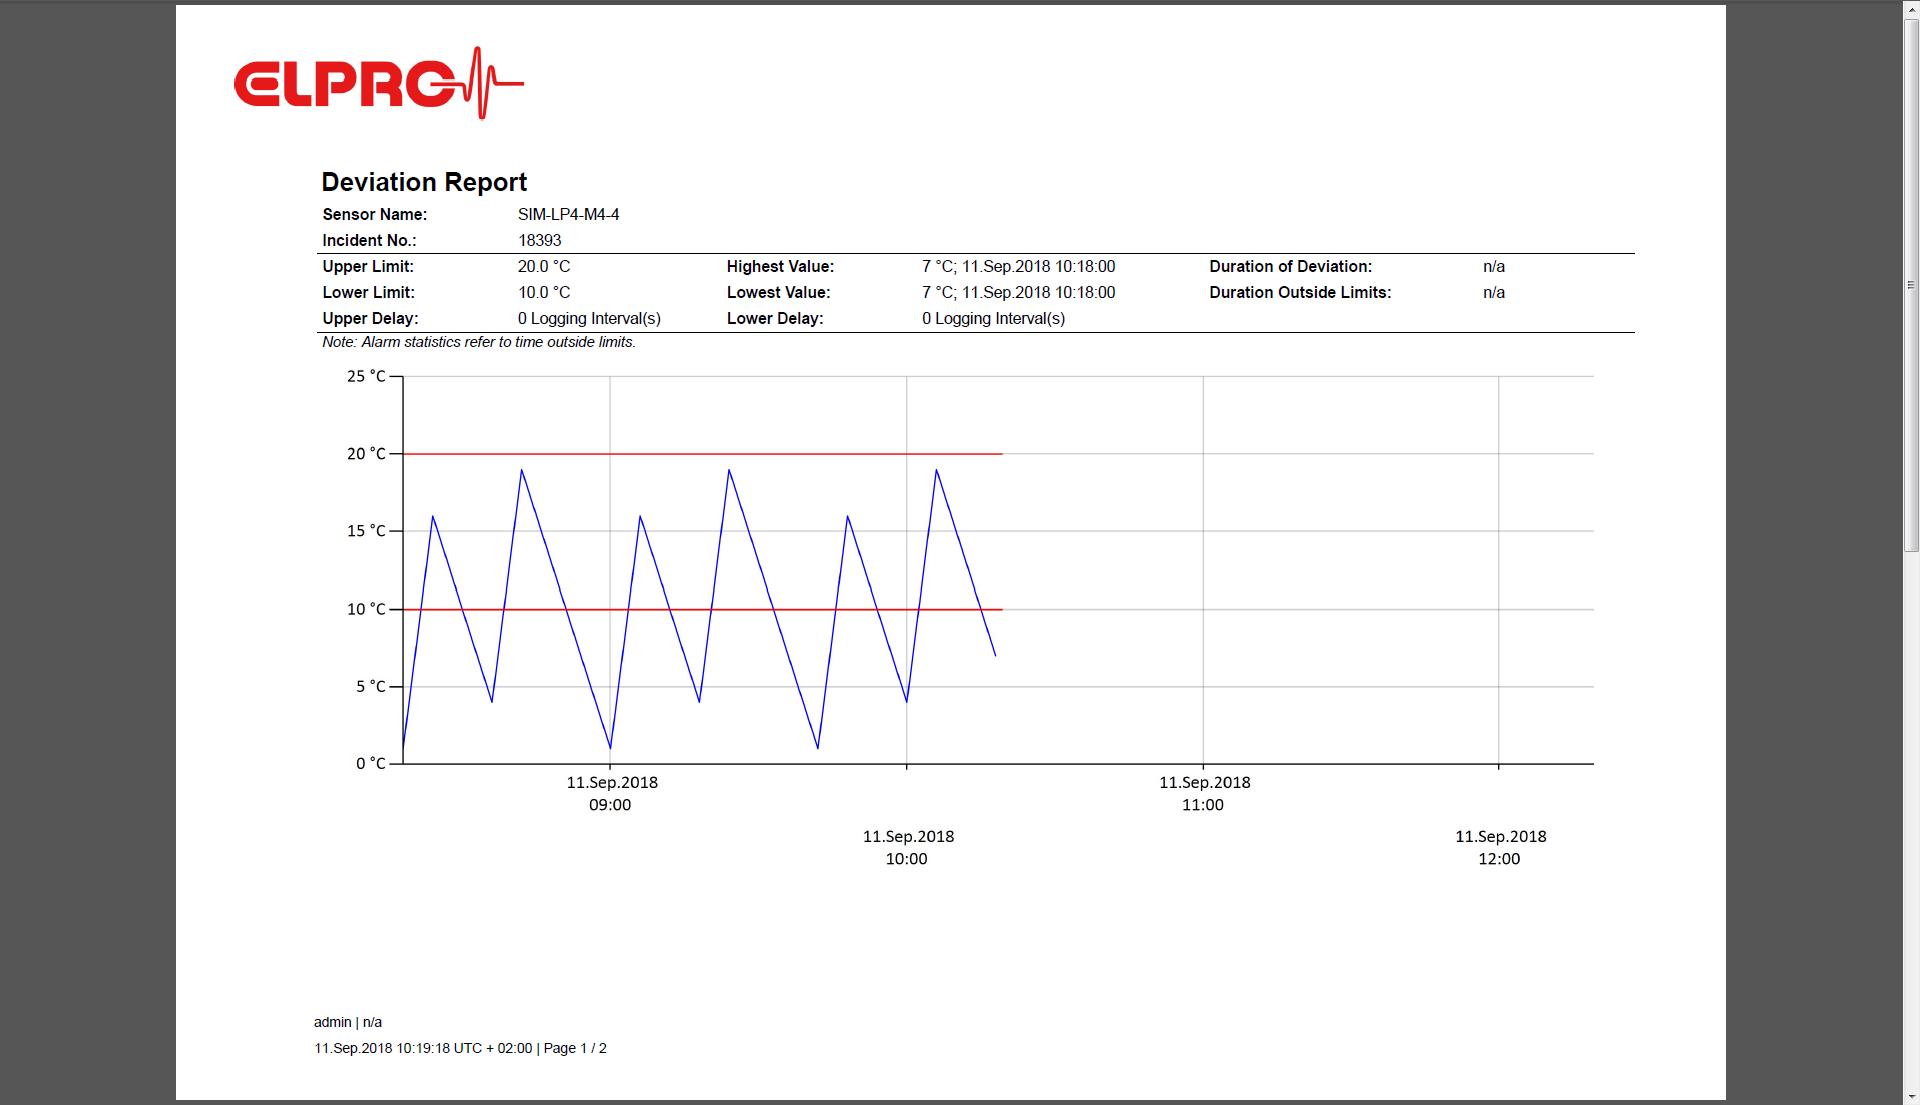 ELPRO
Deviation Report
Sensor Name: SIM-LP4-M4-4
Incident No.: 18393
Upper Limit: 20.0 °C Highest Value: 7 °C; 11.Sep.2018 10:18:00 Duration of Deviation: n/a
Lower Limit: 10.0 °C Lowest Value: 7 °C; 11.Sep.2018 10:18:00 Duration Outside Limits: n/a
Upper Delay: 0 Logging Interval(s) Lower Delay: 0 Logging Interval(s)
Note: Alarm statistics refer to time outside limits.
25 °C
20 °C
15 °C
10 °C
5 °C
0 °C
11.Sep.2018 11.Sep.2018
09:00 11:00
11.Sep.2018 11.Sep.2018
10:00 12:00
admin | n/a
11.Sep.2018 10:19:18 UTC + 02:00 | Page 1 / 2